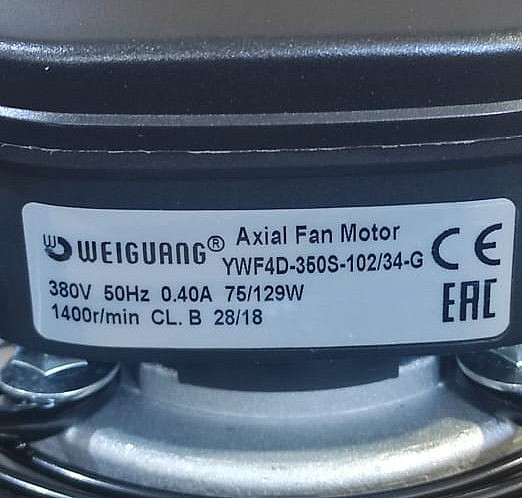 WEIGUANG® Axial Fan Motor
YWF4D-350S-102/34-G CE
380V 50Hz 0.40A 75/129W
1400r/min CL. B 28/18 EAC